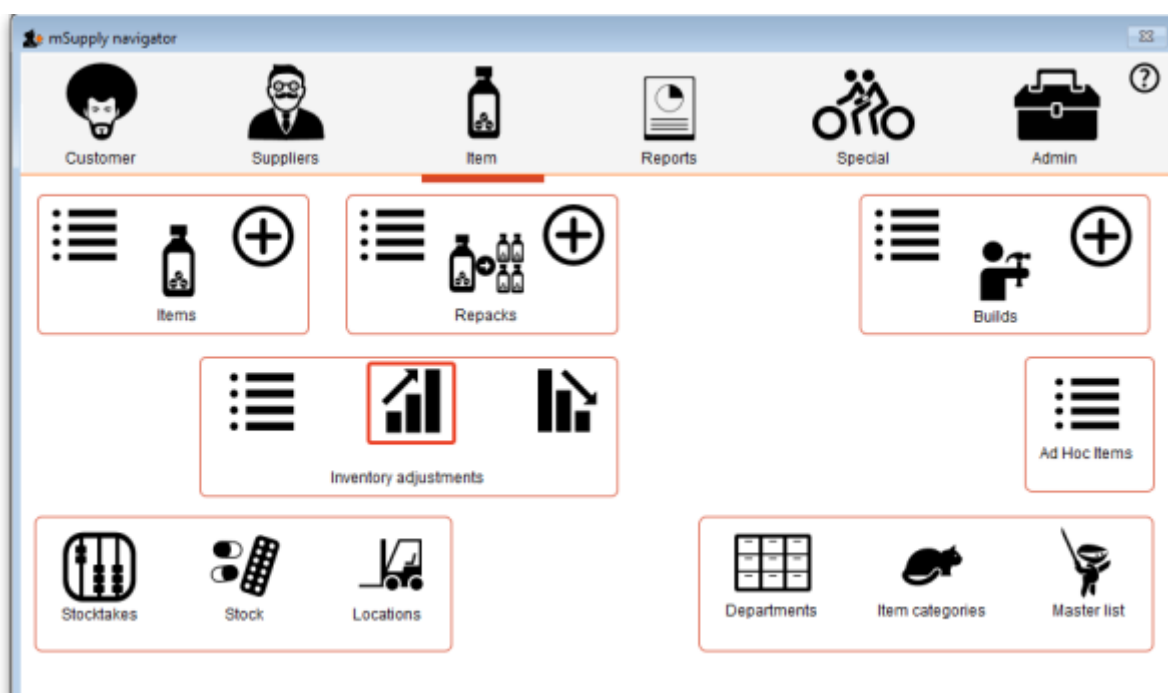 mSupply navigator
Customer
Suppliers
Item
Reports
Special
Admin
Items
Repacks
Builds
Inventory adjustments
Ad Hoc Items
Stocktakes
Stock
Locations
Departments
Item categories
Master list